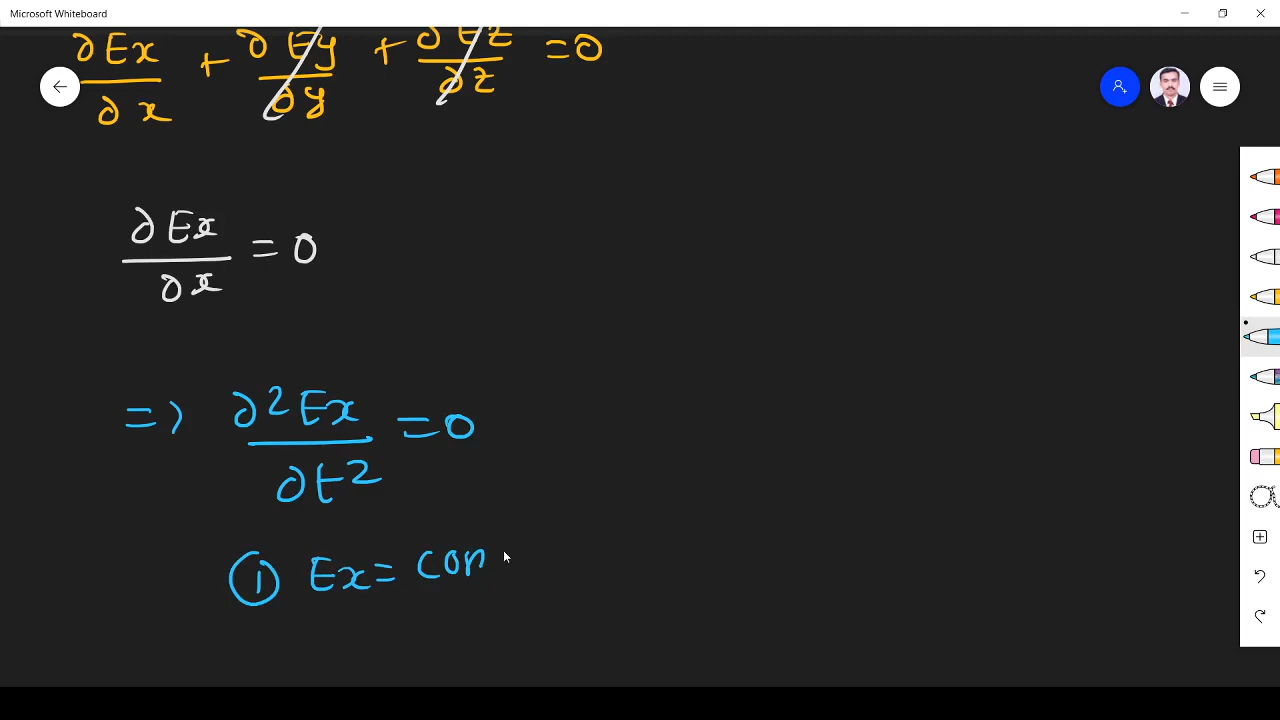 Microsoft Whiteboard
∂Ex/∂x + ∂Ey/∂y + ∂Ez/∂z = 0
∂Ex/∂x = 0
=> ∂²Ex/∂t² = 0
① Ex = con